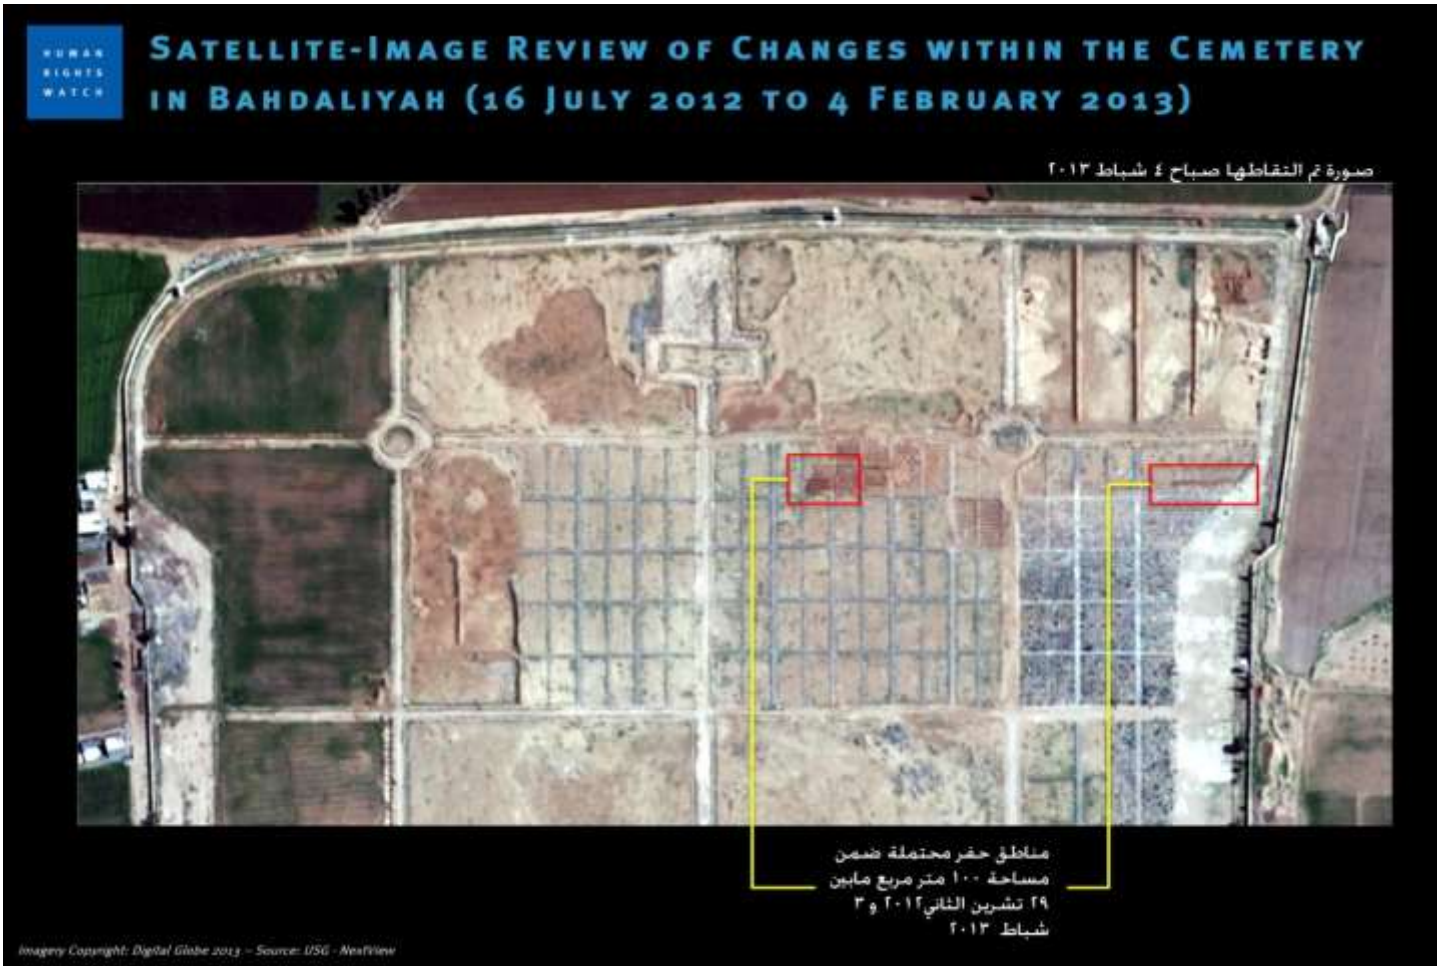 HUMAN
RIGHTS
WATCH
SATELLITE-IMAGE REVIEW OF CHANGES WITHIN THE CEMETERY
IN BAHDALIYAH (16 JULY 2012 TO 4 FEBRUARY 2013)
صورة تم التقاطها صباح ٤ شباط ٢٠١٣
مناطق حفر محتملة ضمن
مساحة ١٠٠ متر مربع مابين
٢٩ تشرين الثاني٢٠١٢ و ٣
شباط ٢٠١٣
Imagery Copyright: Digital Globe 2013 – Source: USG - NextView